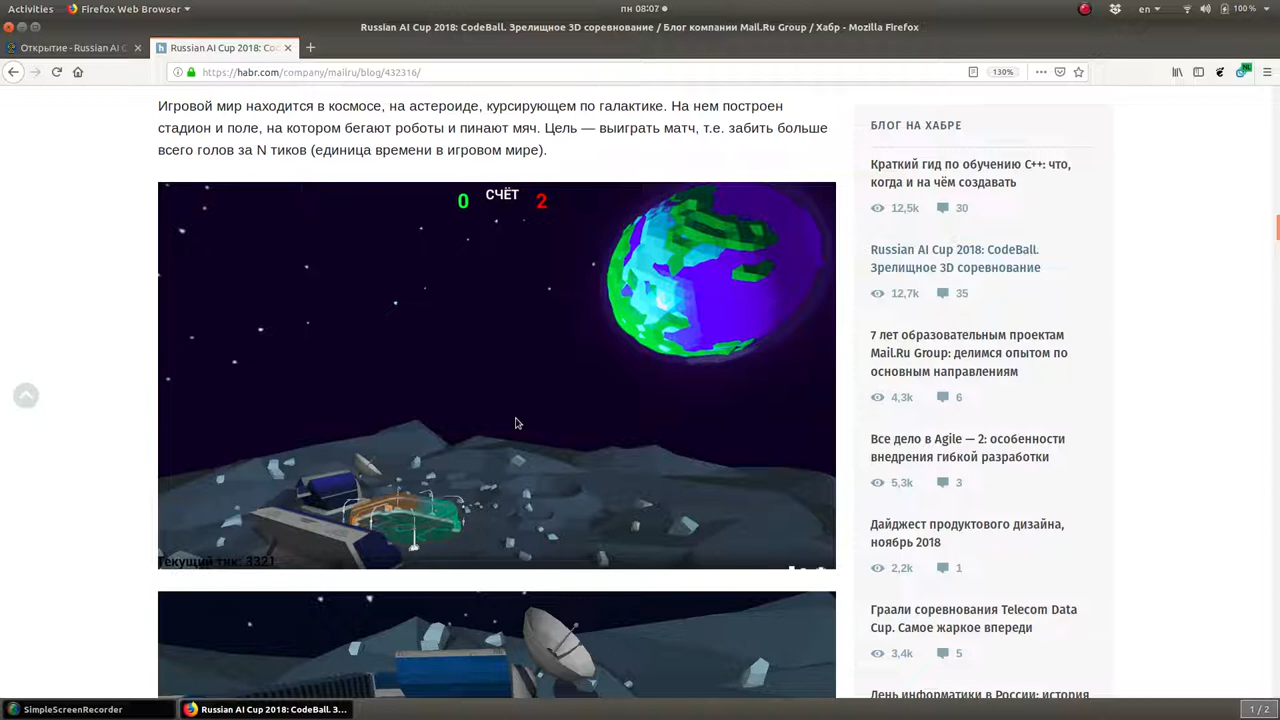 Activities
Firefox Web Browser
пн 08:07
en
100 %
Russian AI Cup 2018: CodeBall. Зрелищное 3D соревнование / Блог компании Mail.Ru Group / Хабр - Mozilla Firefox
Открытие - Russian AI C
Russian AI Cup 2018: Co
https://habr.com/company/mailru/blog/432316/
130%
Игровой мир находится в космосе, на астероиде, курсирующем по галактике. На нем построен
стадион и поле, на котором бегают роботы и пинают мяч. Цель — выиграть матч, т.е. забить больше
всего голов за N тиков (единица времени в игровом мире).
0 СЧЁТ 2
Текущий тик: 3321
БЛОГ НА ХАБРЕ
Краткий гид по обучению C++: что,
когда и на чём создавать
12,5k 30
Russian AI Cup 2018: CodeBall.
Зрелищное 3D соревнование
12,7k 35
7 лет образовательным проектам
Mail.Ru Group: делимся опытом по
основным направлениям
4,3k 6
Все дело в Agile — 2: особенности
внедрения гибкой разработки
5,3k 3
Дайджест продуктового дизайна,
ноябрь 2018
2,2k 1
Граали соревнования Telecom Data
Cup. Самое жаркое впереди
3,4k 5
День информатики в России: история
SimpleScreenRecorder
Russian AI Cup 2018: CodeBall. З...
1 / 2